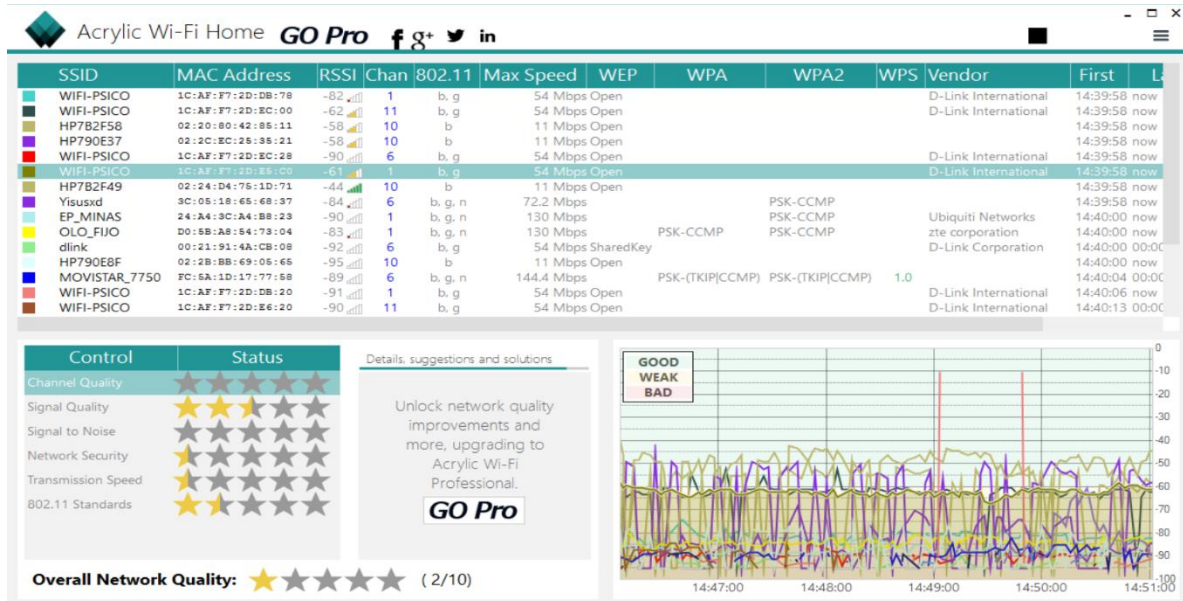 Acrylic Wi-Fi Home GO Pro f g+ in
SSID MAC Address RSSI Chan 802.11 Max Speed WEP WPA WPA2 WPS Vendor First La
WIFI-PSICO 1C:AF:F7:2D:DB:78 -82 1 b, g 54 Mbps Open D-Link International 14:39:58 now
WIFI-PSICO 1C:AF:F7:2D:EC:00 -62 11 b, g 54 Mbps Open D-Link International 14:39:58 now
HP7B2F58 02:20:80:42:85:11 -58 10 b 11 Mbps Open 14:39:58 now
HP790E37 02:2C:EC:25:35:21 -58 10 b 11 Mbps Open 14:39:58 now
WIFI-PSICO 1C:AF:F7:2D:EC:28 -90 6 b, g 54 Mbps Open D-Link International 14:39:58 now
WIFI-PSICO 1C:AF:F7:2D:E5:C0 -61 1 b, g 54 Mbps Open D-Link International 14:39:58 now
HP7B2F49 02:24:D4:75:1D:71 -44 10 b 11 Mbps Open 14:39:58 now
Yisusxd 3C:05:18:65:68:37 -84 6 b, g, n 72.2 Mbps PSK-CCMP 14:39:58 now
EP_MINAS 24:A4:3C:A4:B8:23 -90 1 b, g, n 130 Mbps PSK-CCMP Ubiquiti Networks 14:40:00 now
OLO_FIJO D0:5B:A8:54:73:04 -83 1 b, g, n 130 Mbps PSK-CCMP PSK-CCMP zte corporation 14:40:00 now
dlink 00:21:91:4A:CB:08 -92 6 b, g 54 Mbps SharedKey D-Link Corporation 14:40:00 00:00
HP790E8F 02:2B:BB:69:05:65 -95 10 b 11 Mbps Open 14:40:00 now
MOVISTAR_7750 FC:5A:1D:17:77:58 -89 6 b, g, n 144.4 Mbps PSK-(TKIP|CCMP) PSK-(TKIP|CCMP) 1.0 14:40:04 00:00
WIFI-PSICO 1C:AF:F7:2D:DB:20 -91 1 b, g 54 Mbps Open D-Link International 14:40:06 now
WIFI-PSICO 1C:AF:F7:2D:E6:20 -90 11 b, g 54 Mbps Open D-Link International 14:40:13 00:00
Control Status
Channel Quality
Signal Quality
Signal to Noise
Network Security
Transmission Speed
802.11 Standards
Overall Network Quality: ( 2/10)
Details, suggestions and solutions
Unlock network quality
improvements and
more, upgrading to
Acrylic Wi-Fi
Professional.
GO Pro
GOOD
WEAK
BAD
0
-10
-20
-30
-40
-50
-60
-70
-80
-90
-100
14:47:00 14:48:00 14:49:00 14:50:00 14:51:00